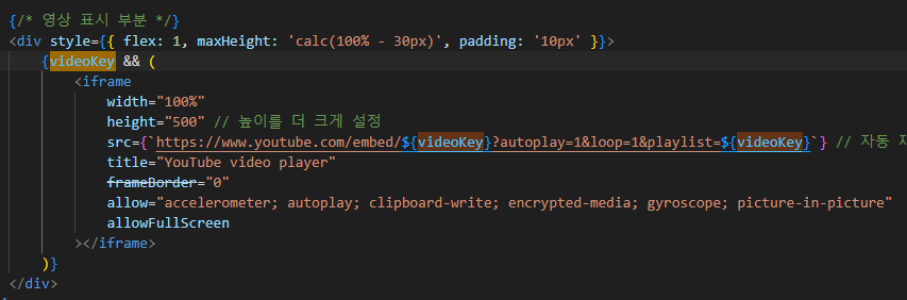 {/* 영상 표시 부분 */}
<div style={{ flex: 1, maxHeight: 'calc(100% - 30px)', padding: '10px' }}>
{videoKey && (
<iframe
width="100%"
height="500" // 높이를 더 크게 설정
src={`https://www.youtube.com/embed/${videoKey}?autoplay=1&loop=1&playlist=${videoKey}`} // 자동
title="YouTube video player"
frameBorder="0"
allow="accelerometer; autoplay; clipboard-write; encrypted-media; gyroscope; picture-in-picture"
allowFullScreen
></iframe>
)}
</div>